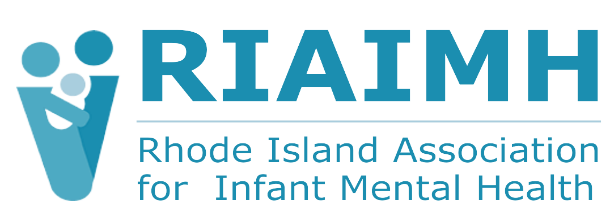 RIAIMH
Rhode Island Association
for Infant Mental Health